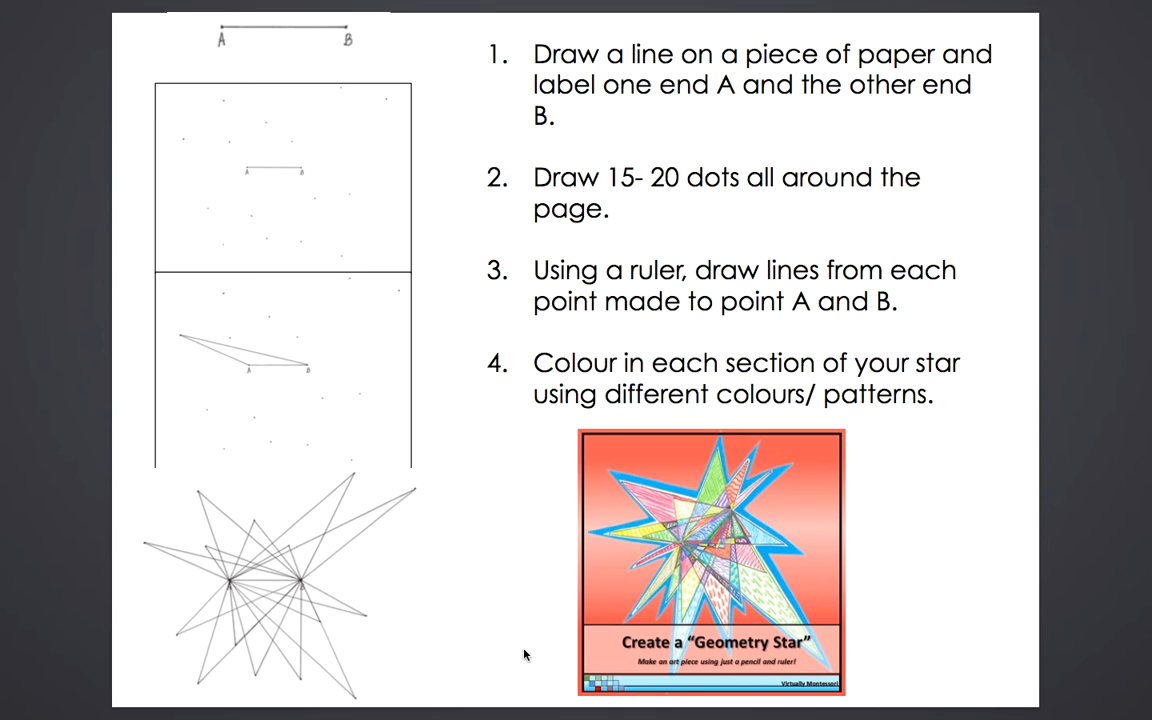 A B
1. Draw a line on a piece of paper and
label one end A and the other end
B.
2. Draw 15- 20 dots all around the
page.
3. Using a ruler, draw lines from each
point made to point A and B.
4. Colour in each section of your star
using different colours/ patterns.
A B
A B
Create a “Geometry Star”
Make an art piece using just a pencil and ruler!
Virtually Montessori